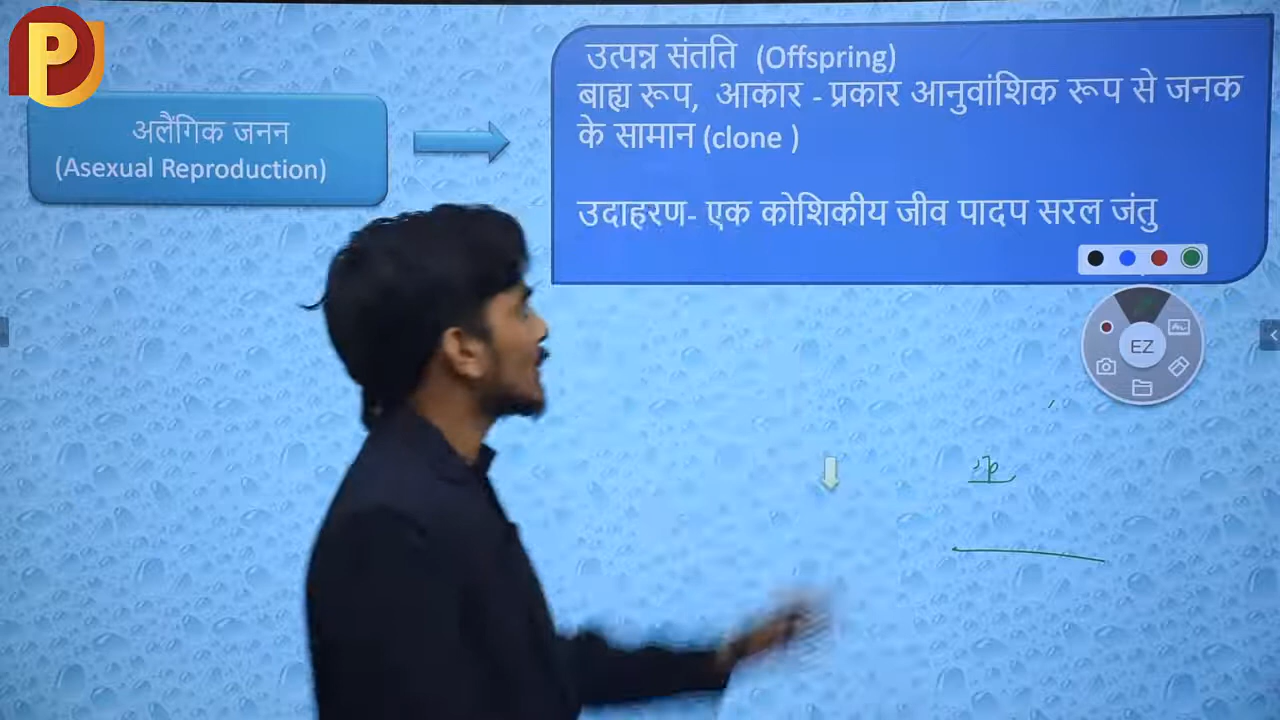 अलैंगिक जनन
(Asexual Reproduction)
उत्पन्न संतति (Offspring)
बाह्य रूप, आकार - प्रकार आनुवांशिक रूप से जनक
के सामान (clone )
उदाहरण- एक कोशिकीय जीव पादप सरल जंतु
EZ